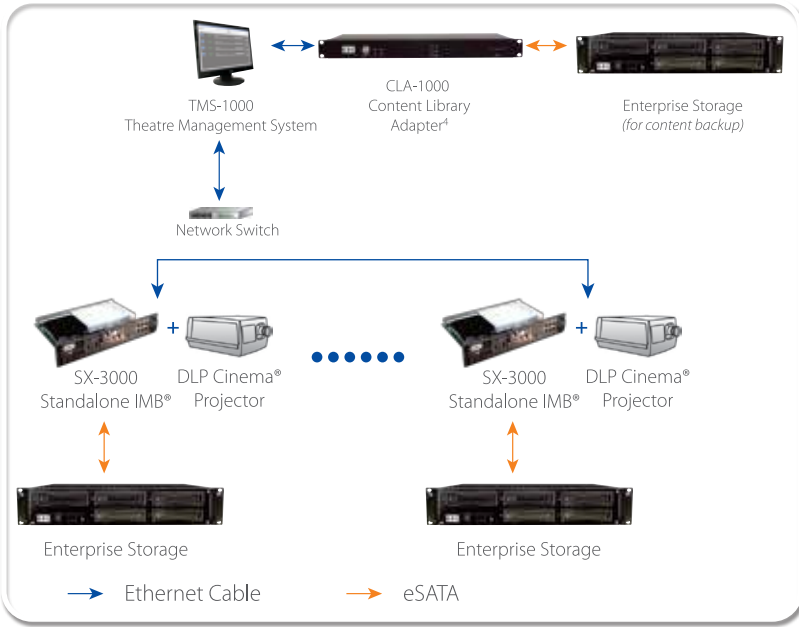 TMS-1000
Theatre Management System
CLA-1000
Content Library
Adapter⁴
Enterprise Storage
(for content backup)
Network Switch
SX-3000
Standalone IMB®
+
DLP Cinema®
Projector
SX-3000
Standalone IMB®
+
DLP Cinema®
Projector
Enterprise Storage
Enterprise Storage
Ethernet Cable
eSATA